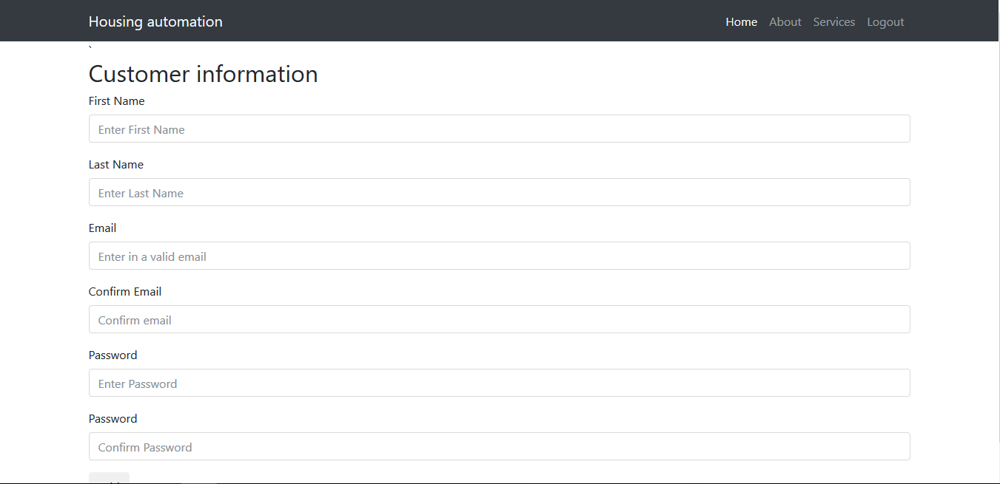 Housing automation Home About Services Logout
`
Customer information
First Name
Enter First Name
Last Name
Enter Last Name
Email
Enter in a valid email
Confirm Email
Confirm email
Password
Enter Password
Password
Confirm Password